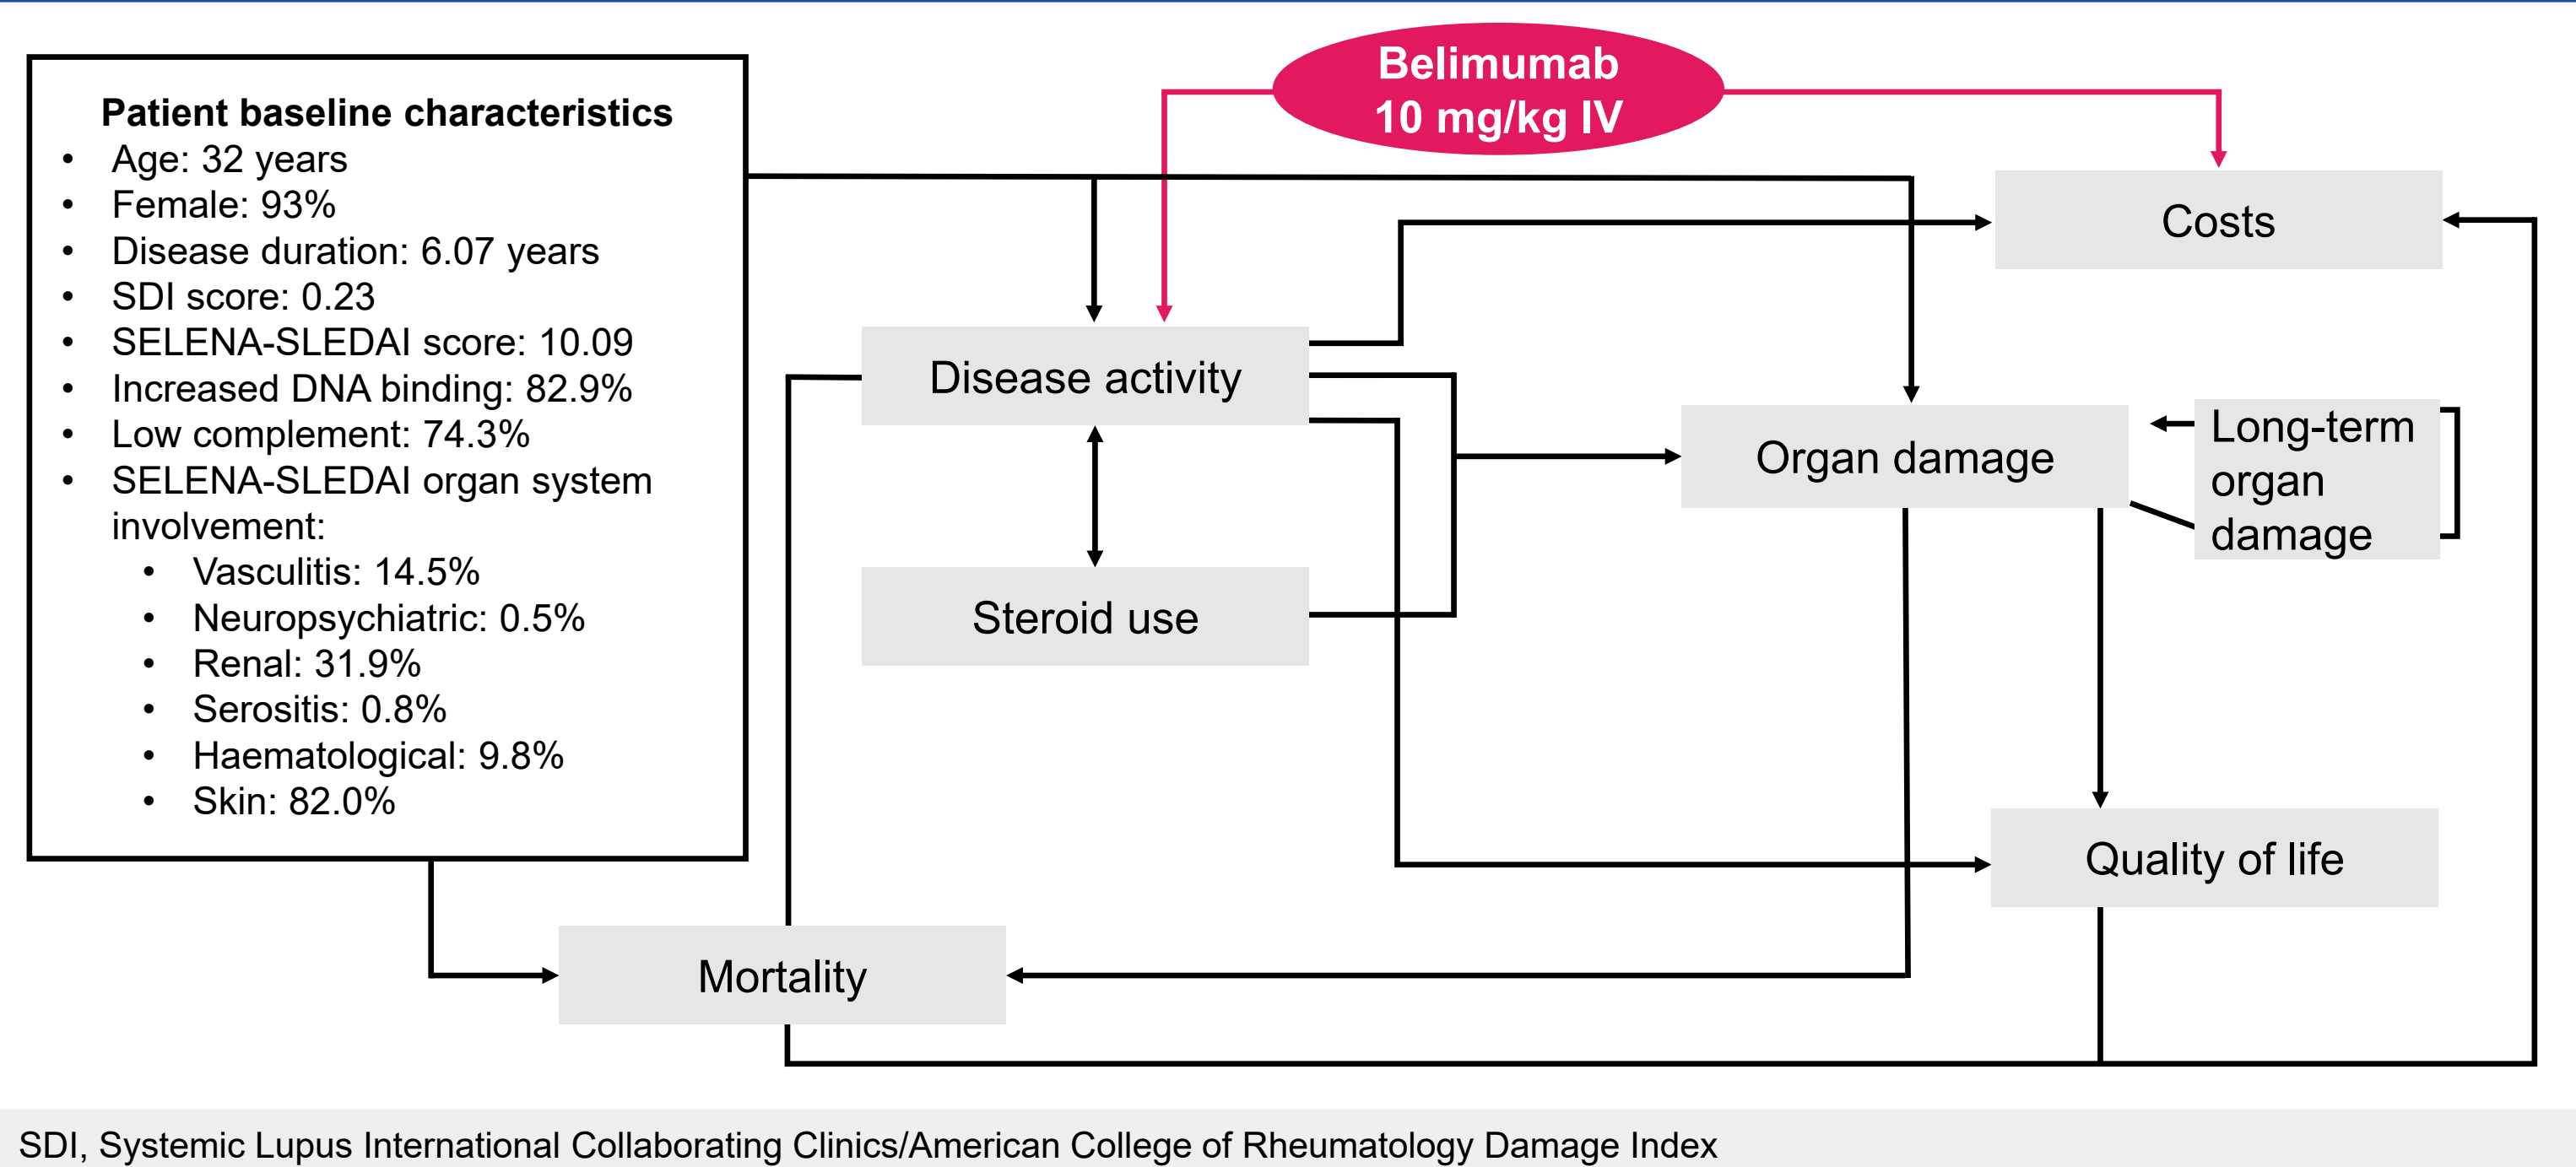 Belimumab
10 mg/kg IV
Patient baseline characteristics
• Age: 32 years
• Female: 93%
• Disease duration: 6.07 years
• SDI score: 0.23
• SELENA-SLEDAI score: 10.09
• Increased DNA binding: 82.9%
• Low complement: 74.3%
• SELENA-SLEDAI organ system
involvement:
• Vasculitis: 14.5%
• Neuropsychiatric: 0.5%
• Renal: 31.9%
• Serositis: 0.8%
• Haematological: 9.8%
• Skin: 82.0%
Costs
Disease activity
Organ damage
Long-term
organ
damage
Steroid use
Quality of life
Mortality
SDI, Systemic Lupus International Collaborating Clinics/American College of Rheumatology Damage Index